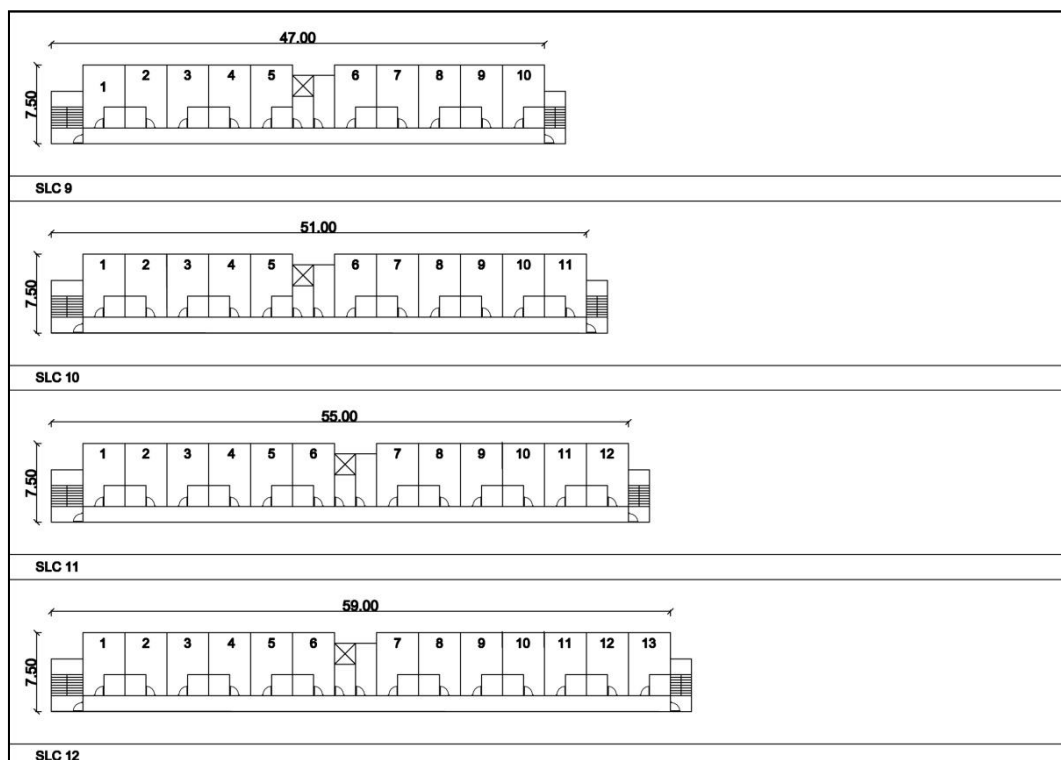 47.00
7.50
1 2 3 4 5 6 7 8 9 10
SLC 9
51.00
7.50
1 2 3 4 5 6 7 8 9 10 11
SLC 10
55.00
7.50
1 2 3 4 5 6 7 8 9 10 11 12
SLC 11
59.00
7.50
1 2 3 4 5 6 7 8 9 10 11 12 13
SLC 12